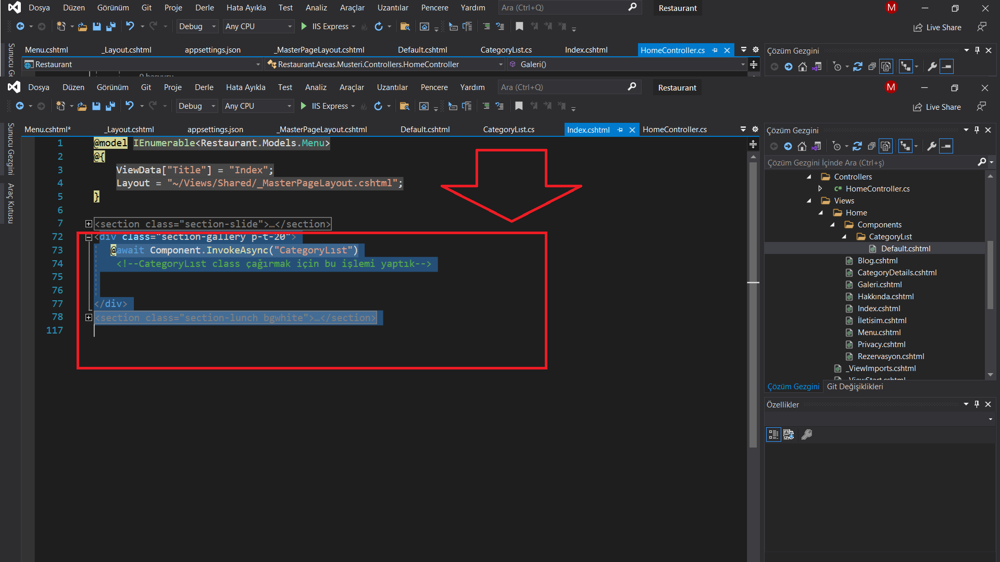 Dosya Düzen Görünüm Git Proje Derle Hata Ayıkla Test Analiz Araçlar Uzantılar Pencere Yardım Ara (Ctrl+Q) Restaurant M
Debug Any CPU IIS Express Live Share
Menu.cshtml _Layout.cshtml appsettings.json _MasterPageLayout.cshtml Default.cshtml CategoryLıst.cs Index.cshtml HomeController.cs Çözüm Gezgini
Restaurant Restaurant.Areas.Musteri.Controllers.HomeController Galeri()
Sunucu Ge
Dosya Düzen Görünüm Git Proje Derle Hata Ayıkla Test Analiz Araçlar Uzantılar Pencere Yardım Ara (Ctrl+Q) Restaurant M
Debug Any CPU IIS Express Live Share
Menu.cshtml* _Layout.cshtml appsettings.json _MasterPageLayout.cshtml Default.cshtml CategoryLıst.cs Index.cshtml HomeController.cs
Sunucu Gezgini
Araç Kutusu
1 @model IEnumerable<Restaurant.Models.Menu>
2 @{
3 ViewData["Title"] = "Index";
4 Layout = "~/Views/Shared/_MasterPageLayout.cshtml";
5 }
6
7 <section class="section-slide">…</section>
72 <div class="section-gallery p-t-20">
73 @await Component.InvokeAsync("CategoryLıst")
74 <!--CategoryLıst class çağırmak için bu işlemi yaptık-->
75
76
77 </div>
78 <section class="section-lunch bgwhite">…</section>
117
Çözüm Gezgini
Çözüm Gezgini İçinde Ara (Ctrl+ş)
Controllers
C# HomeController.cs
Views
Home
Components
CategoryLıst
Default.cshtml
Blog.cshtml
CategoryDetails.cshtml
Galeri.cshtml
Hakkında.cshtml
Index.cshtml
İletisim.cshtml
Menu.cshtml
Privacy.cshtml
Rezervasyon.cshtml
_ViewImports.cshtml
_ViewStart.cshtml
Çözüm Gezgini Git Değişiklikleri
Özellikler